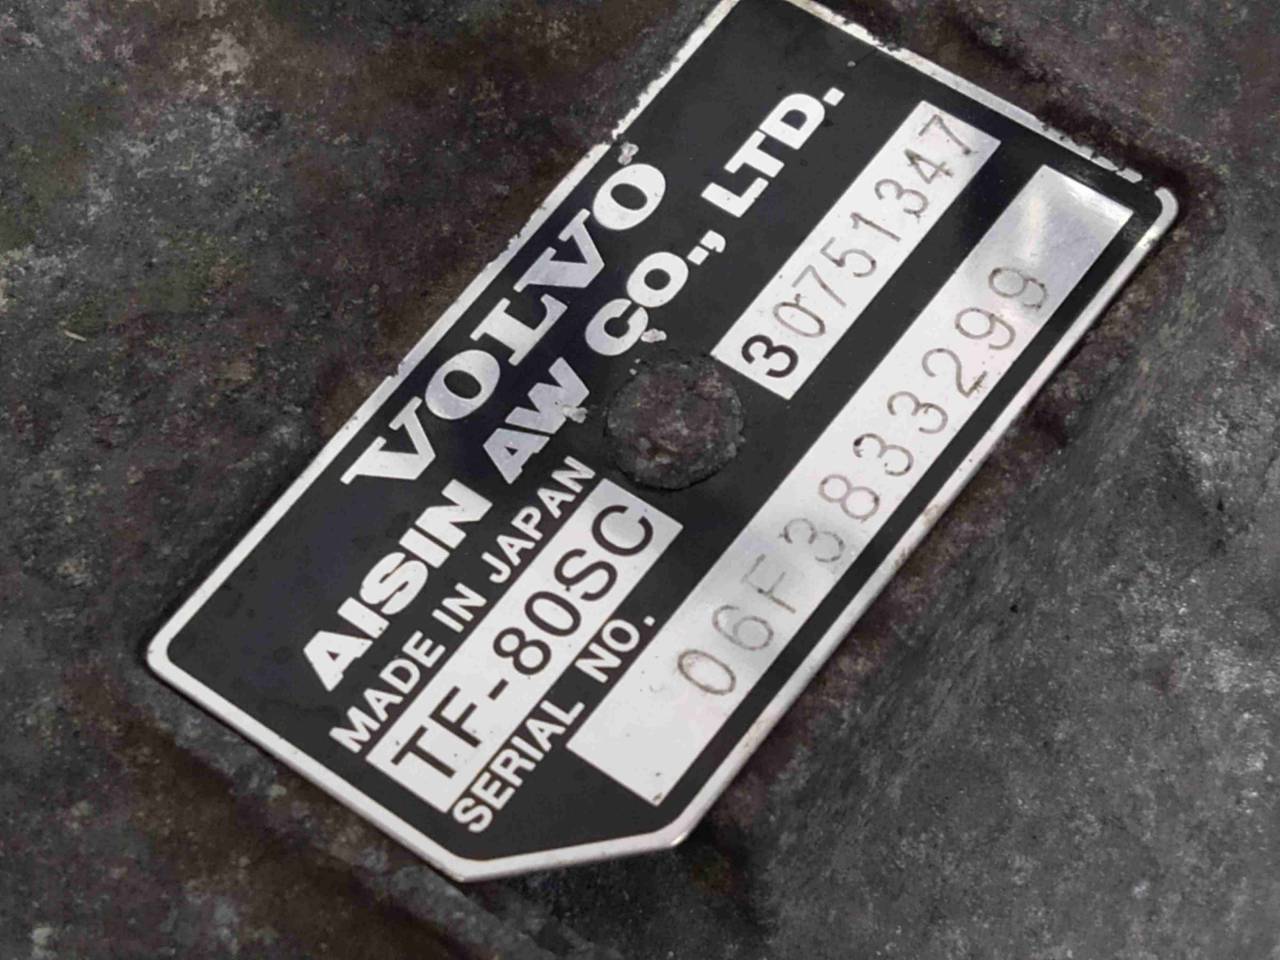 VOLVO
AISIN AW CO., LTD.
MADE IN JAPAN
TF-80SC 30751347
SERIAL NO.
06F3833299